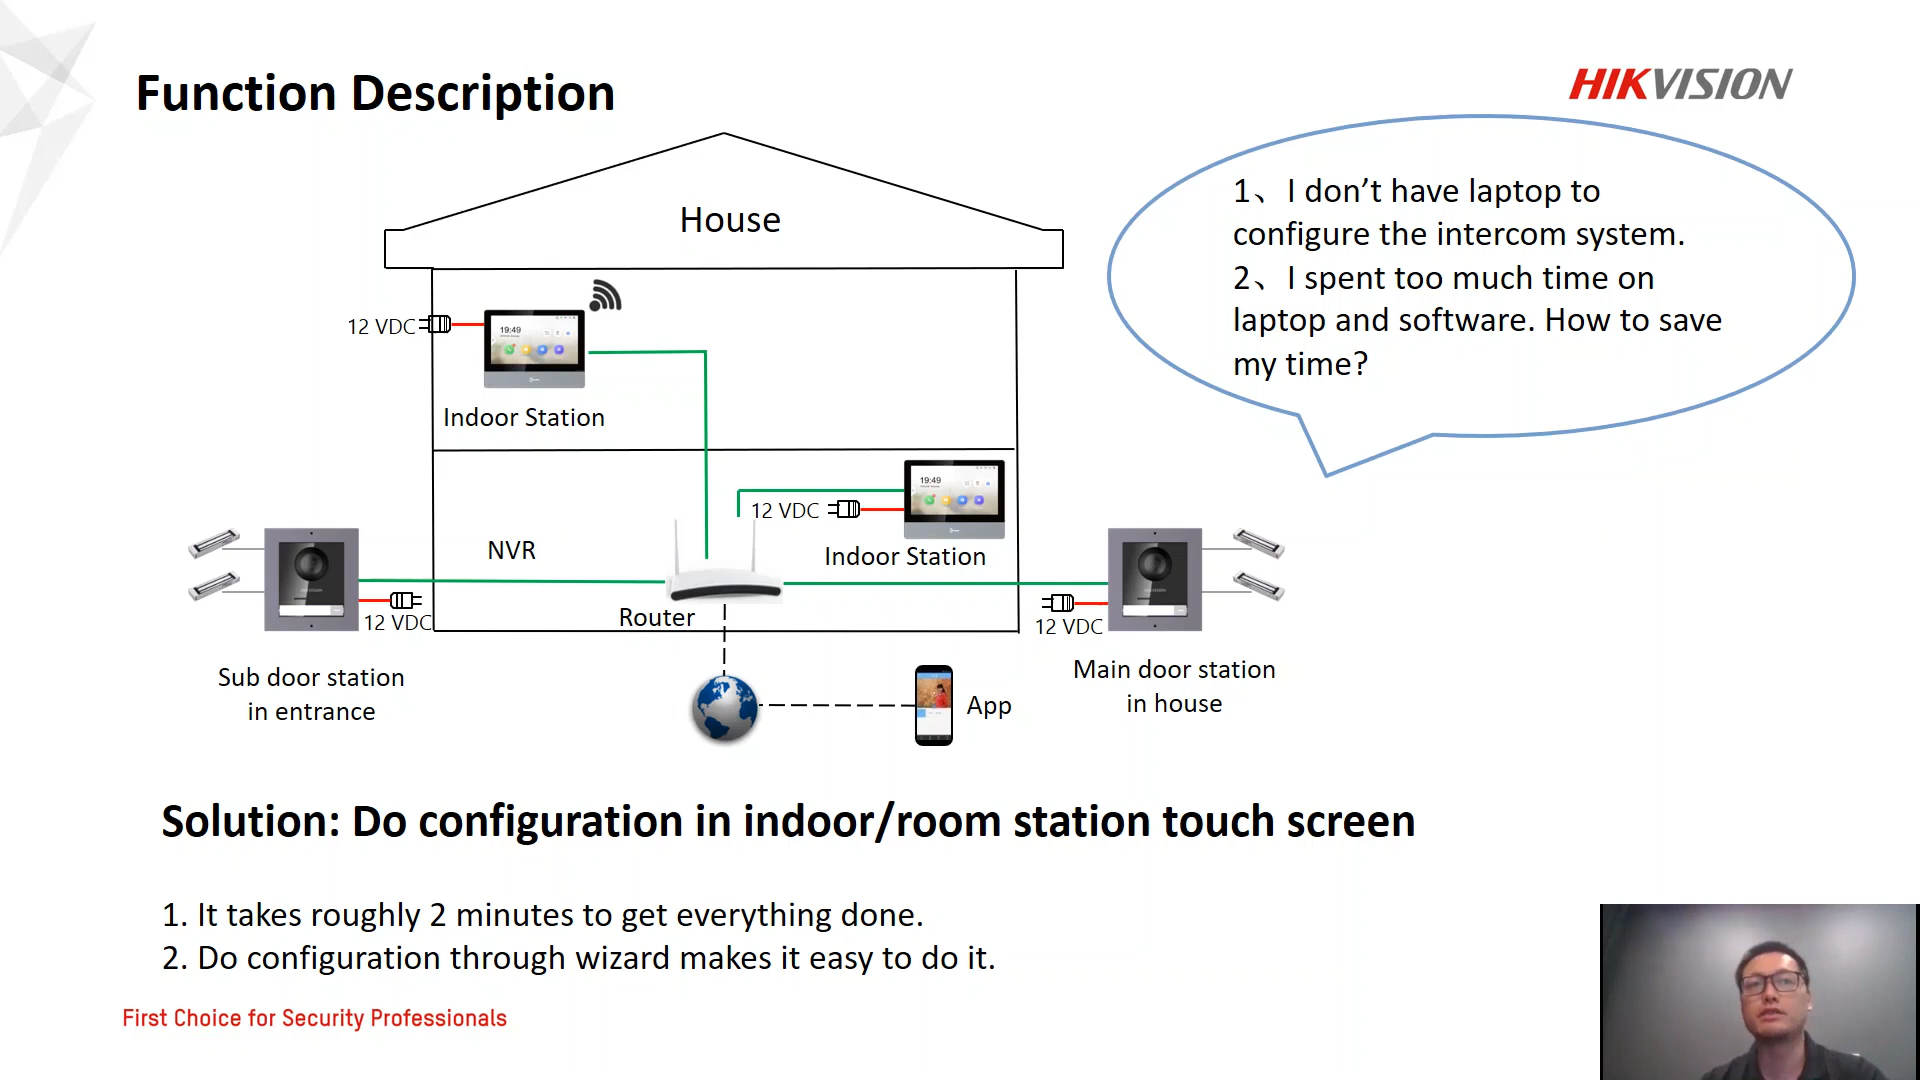 Function Description
HIKVISION
House
1、 I don’t have laptop to
configure the intercom system.
2、 I spent too much time on
laptop and software. How to save
my time?
12 VDC
19:49
Indoor Station
19:49
12 VDC
Indoor Station
NVR
Router
12 VDC
12 VDC
Sub door station
in entrance
Main door station
in house
App
Solution: Do configuration in indoor/room station touch screen
1. It takes roughly 2 minutes to get everything done.
2. Do configuration through wizard makes it easy to do it.
First Choice for Security Professionals